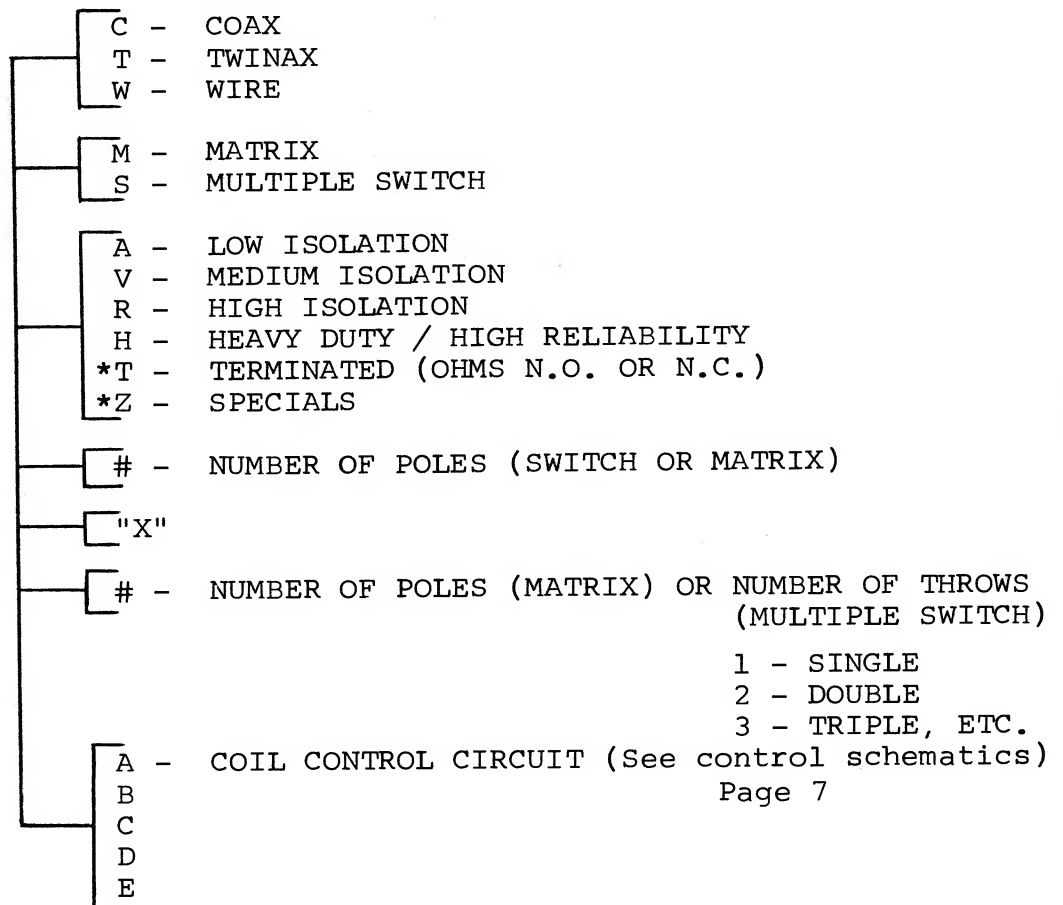 C - COAX
T - TWINAX
W - WIRE
M - MATRIX
S - MULTIPLE SWITCH
A - LOW ISOLATION
V - MEDIUM ISOLATION
R - HIGH ISOLATION
H - HEAVY DUTY / HIGH RELIABILITY
*T - TERMINATED (OHMS N.O. OR N.C.)
*Z - SPECIALS
# - NUMBER OF POLES (SWITCH OR MATRIX)
"X"
# - NUMBER OF POLES (MATRIX) OR NUMBER OF THROWS
(MULTIPLE SWITCH)
1 - SINGLE
2 - DOUBLE
3 - TRIPLE, ETC.
A - COIL CONTROL CIRCUIT (See control schematics)
B Page 7
C
D
E